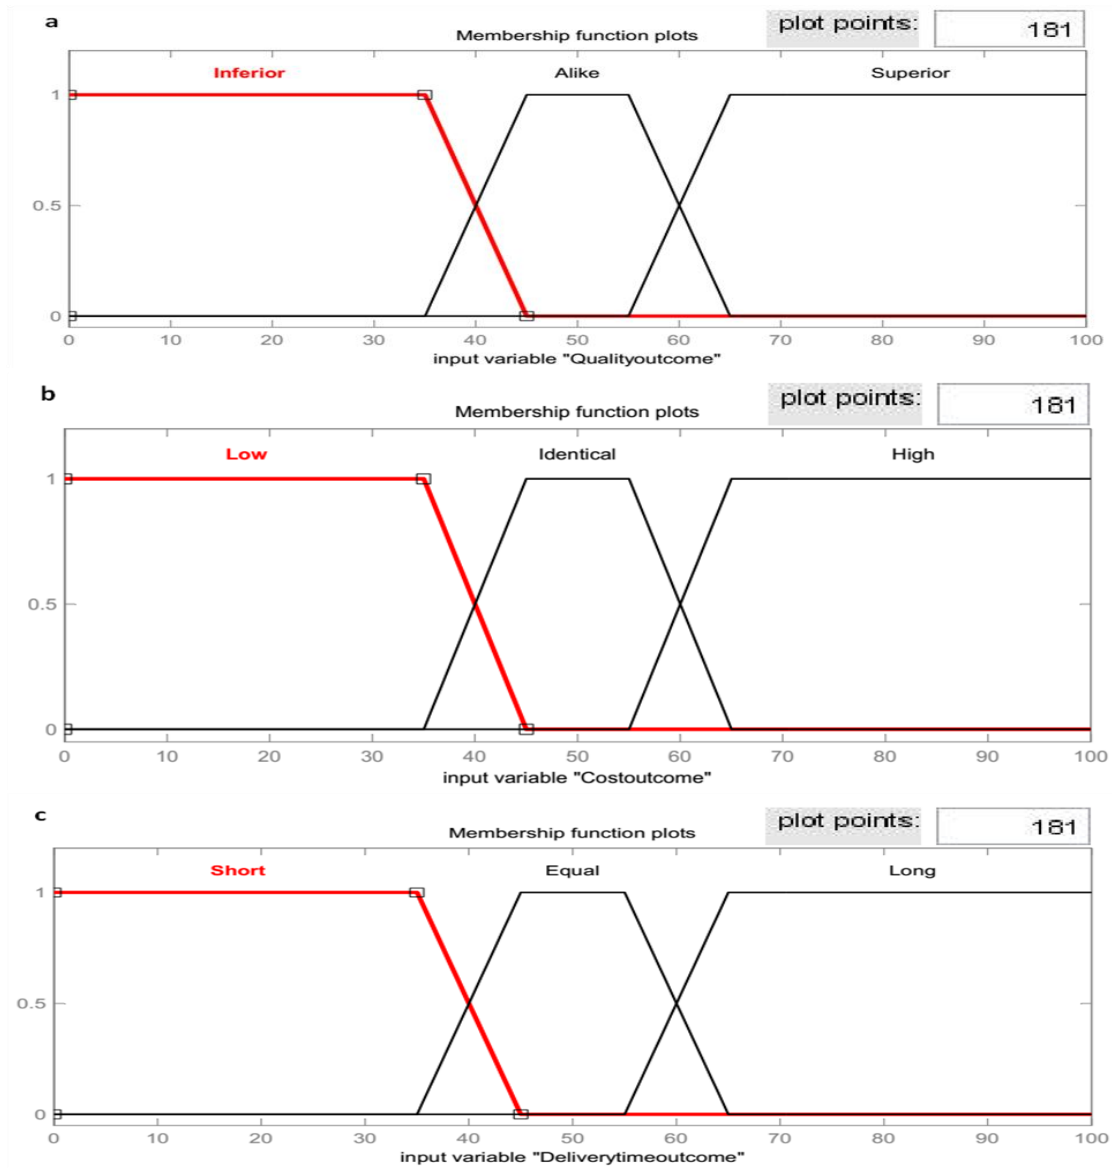 a
plot points: 181
Membership function plots
Inferior Alike Superior
1
0.5
0
0 10 20 30 40 50 60 70 80 90 100
input variable "Qualityoutcome"
b
plot points: 181
Membership function plots
Low Identical High
1
0.5
0
0 10 20 30 40 50 60 70 80 90 100
input variable "Costoutcome"
c
plot points: 181
Membership function plots
Short Equal Long
1
0.5
0
0 10 20 30 40 50 60 70 80 90 100
input variable "Deliverytimeoutcome"